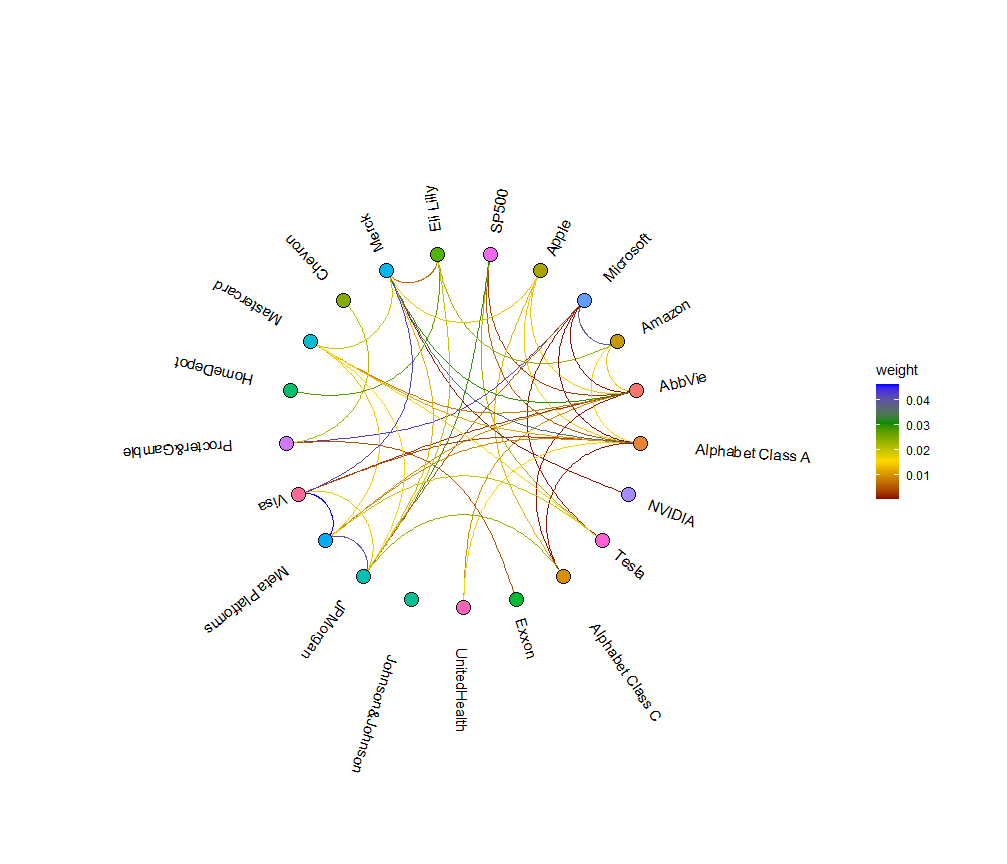 SP500
Apple
Microsoft
Amazon
AbbVie
Alphabet Class A
NVIDIA
Tesla
Alphabet Class C
Exxon
UnitedHealth
Johnson&Johnson
JPMorgan
Meta Platforms
Visa
Procter&Gamble
HomeDepot
Mastercard
Chevron
Merck
Eli Lilly
weight
0.04
0.03
0.02
0.01